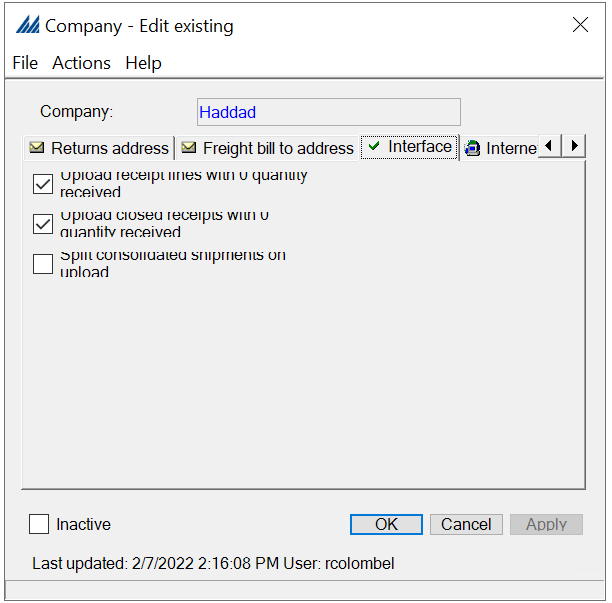 Company - Edit existing
File Actions Help
Company: Haddad
Returns address Freight bill to address Interface Interne
Upload receipt lines with 0 quantity
received
Upload closed receipts with 0
quantity received
Split consolidated shipments on
upload
Inactive OK Cancel Apply
Last updated: 2/7/2022 2:16:08 PM User: rcolombel